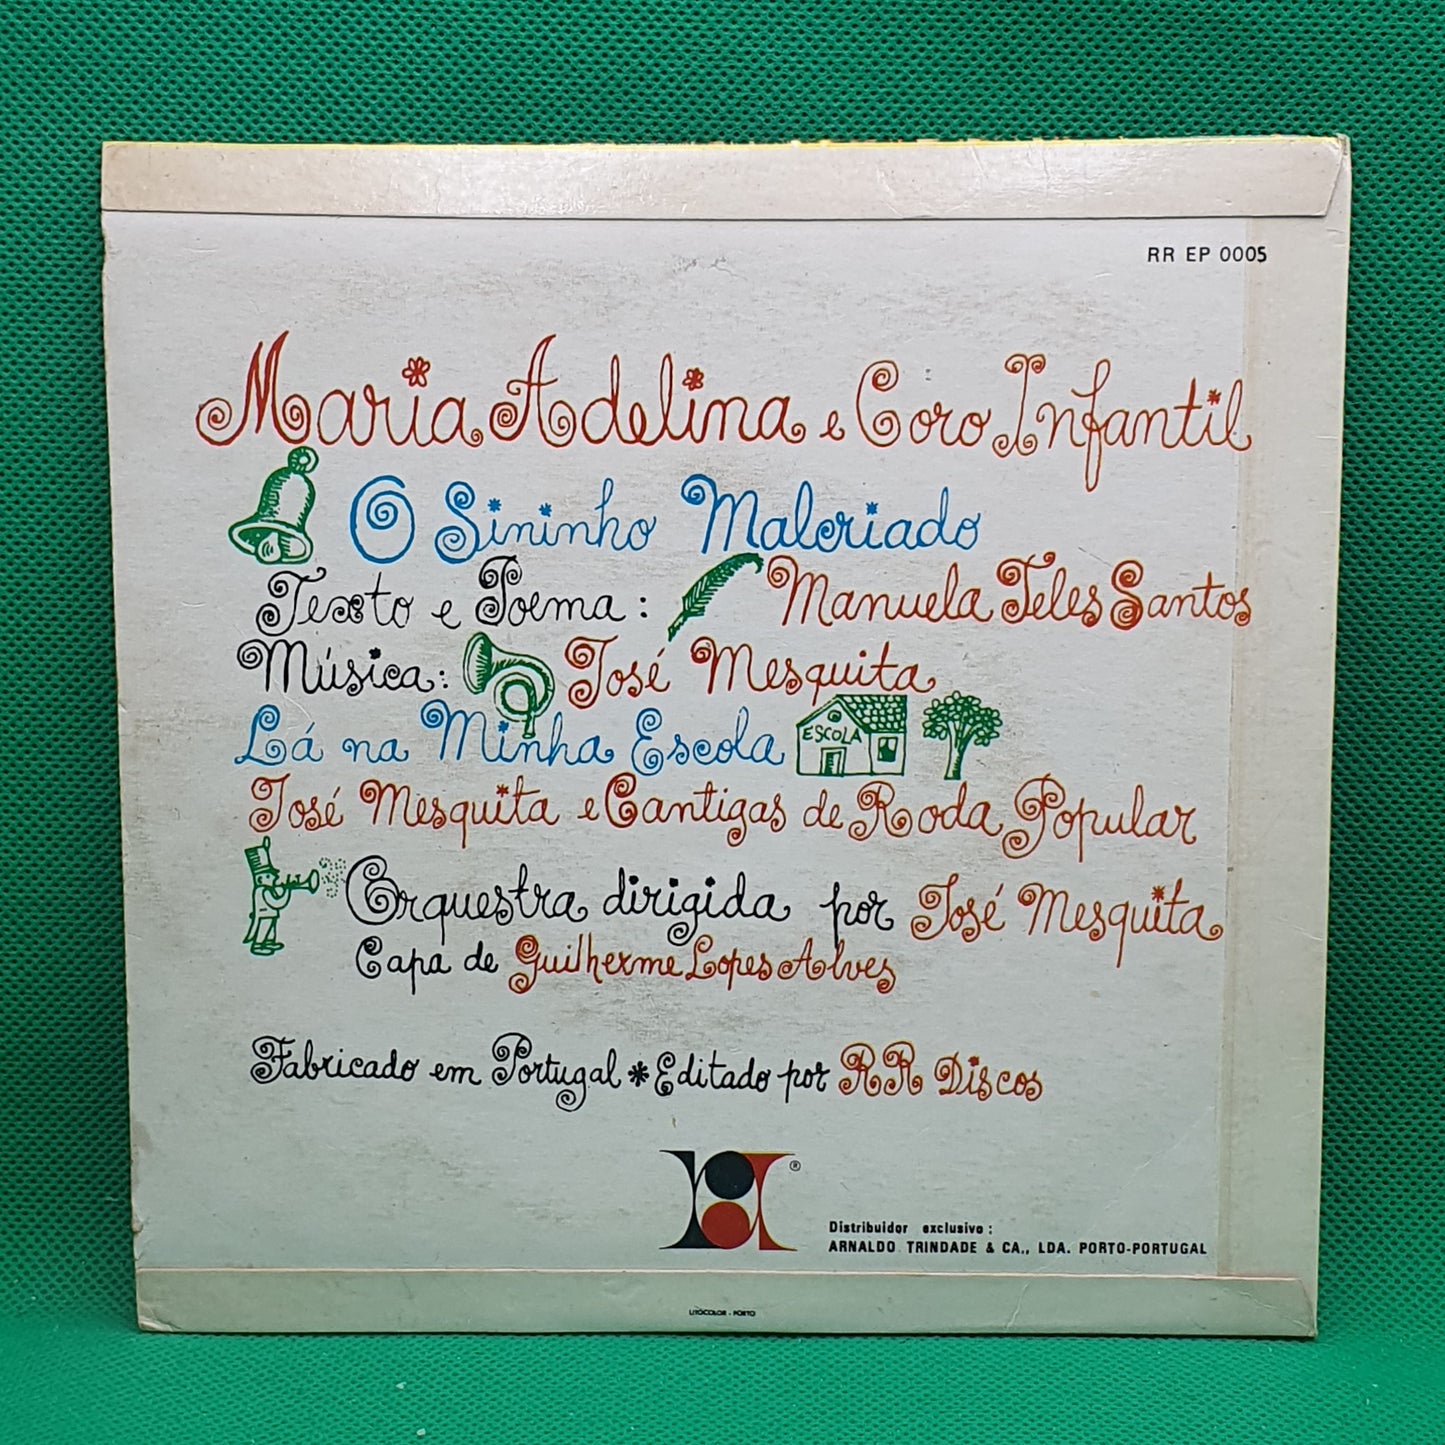 RR EP 0005
Maria Adelina e Coro Infantil
O Sininho Malcriado
Texto e Poema: Manuela Teles Santos
Música: José Mesquita
Lá na Minha Escola ESCOLA
José Mesquita e Cantigas de Roda Popular
Orquestra dirigida por José Mesquita
Capa de Guilherme Lopes Alves
Fabricado em Portugal * Editado por RR Discos
®
Distribuidor exclusivo:
ARNALDO TRINDADE & CA., LDA. PORTO-PORTUGAL
LITOCOLOR - PORTO